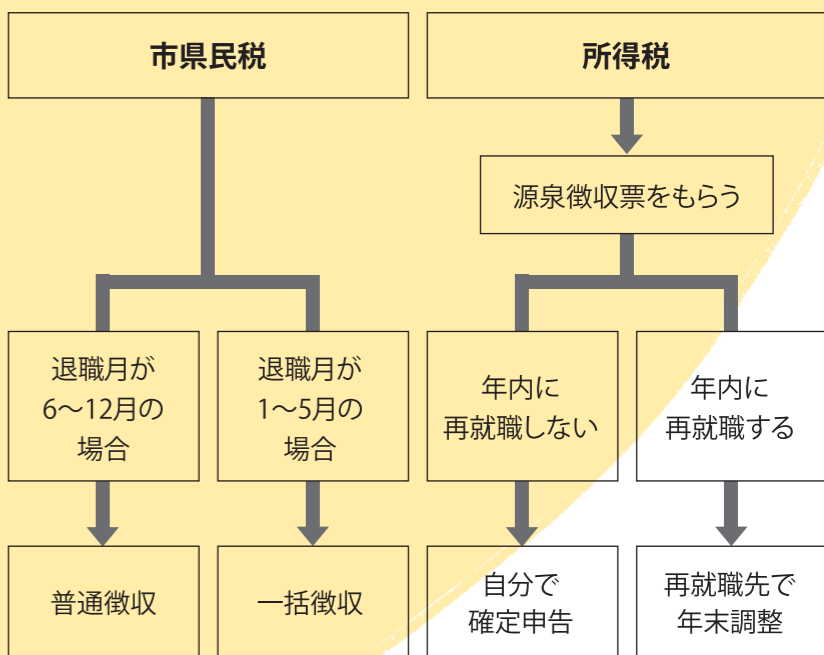 市県民税
所得税
源泉徴収票をもらう
退職月が
6〜12月の
場合
退職月が
1〜5月の
場合
年内に
再就職しない
年内に
再就職する
普通徴収
一括徴収
自分で
確定申告
再就職先で
年末調整